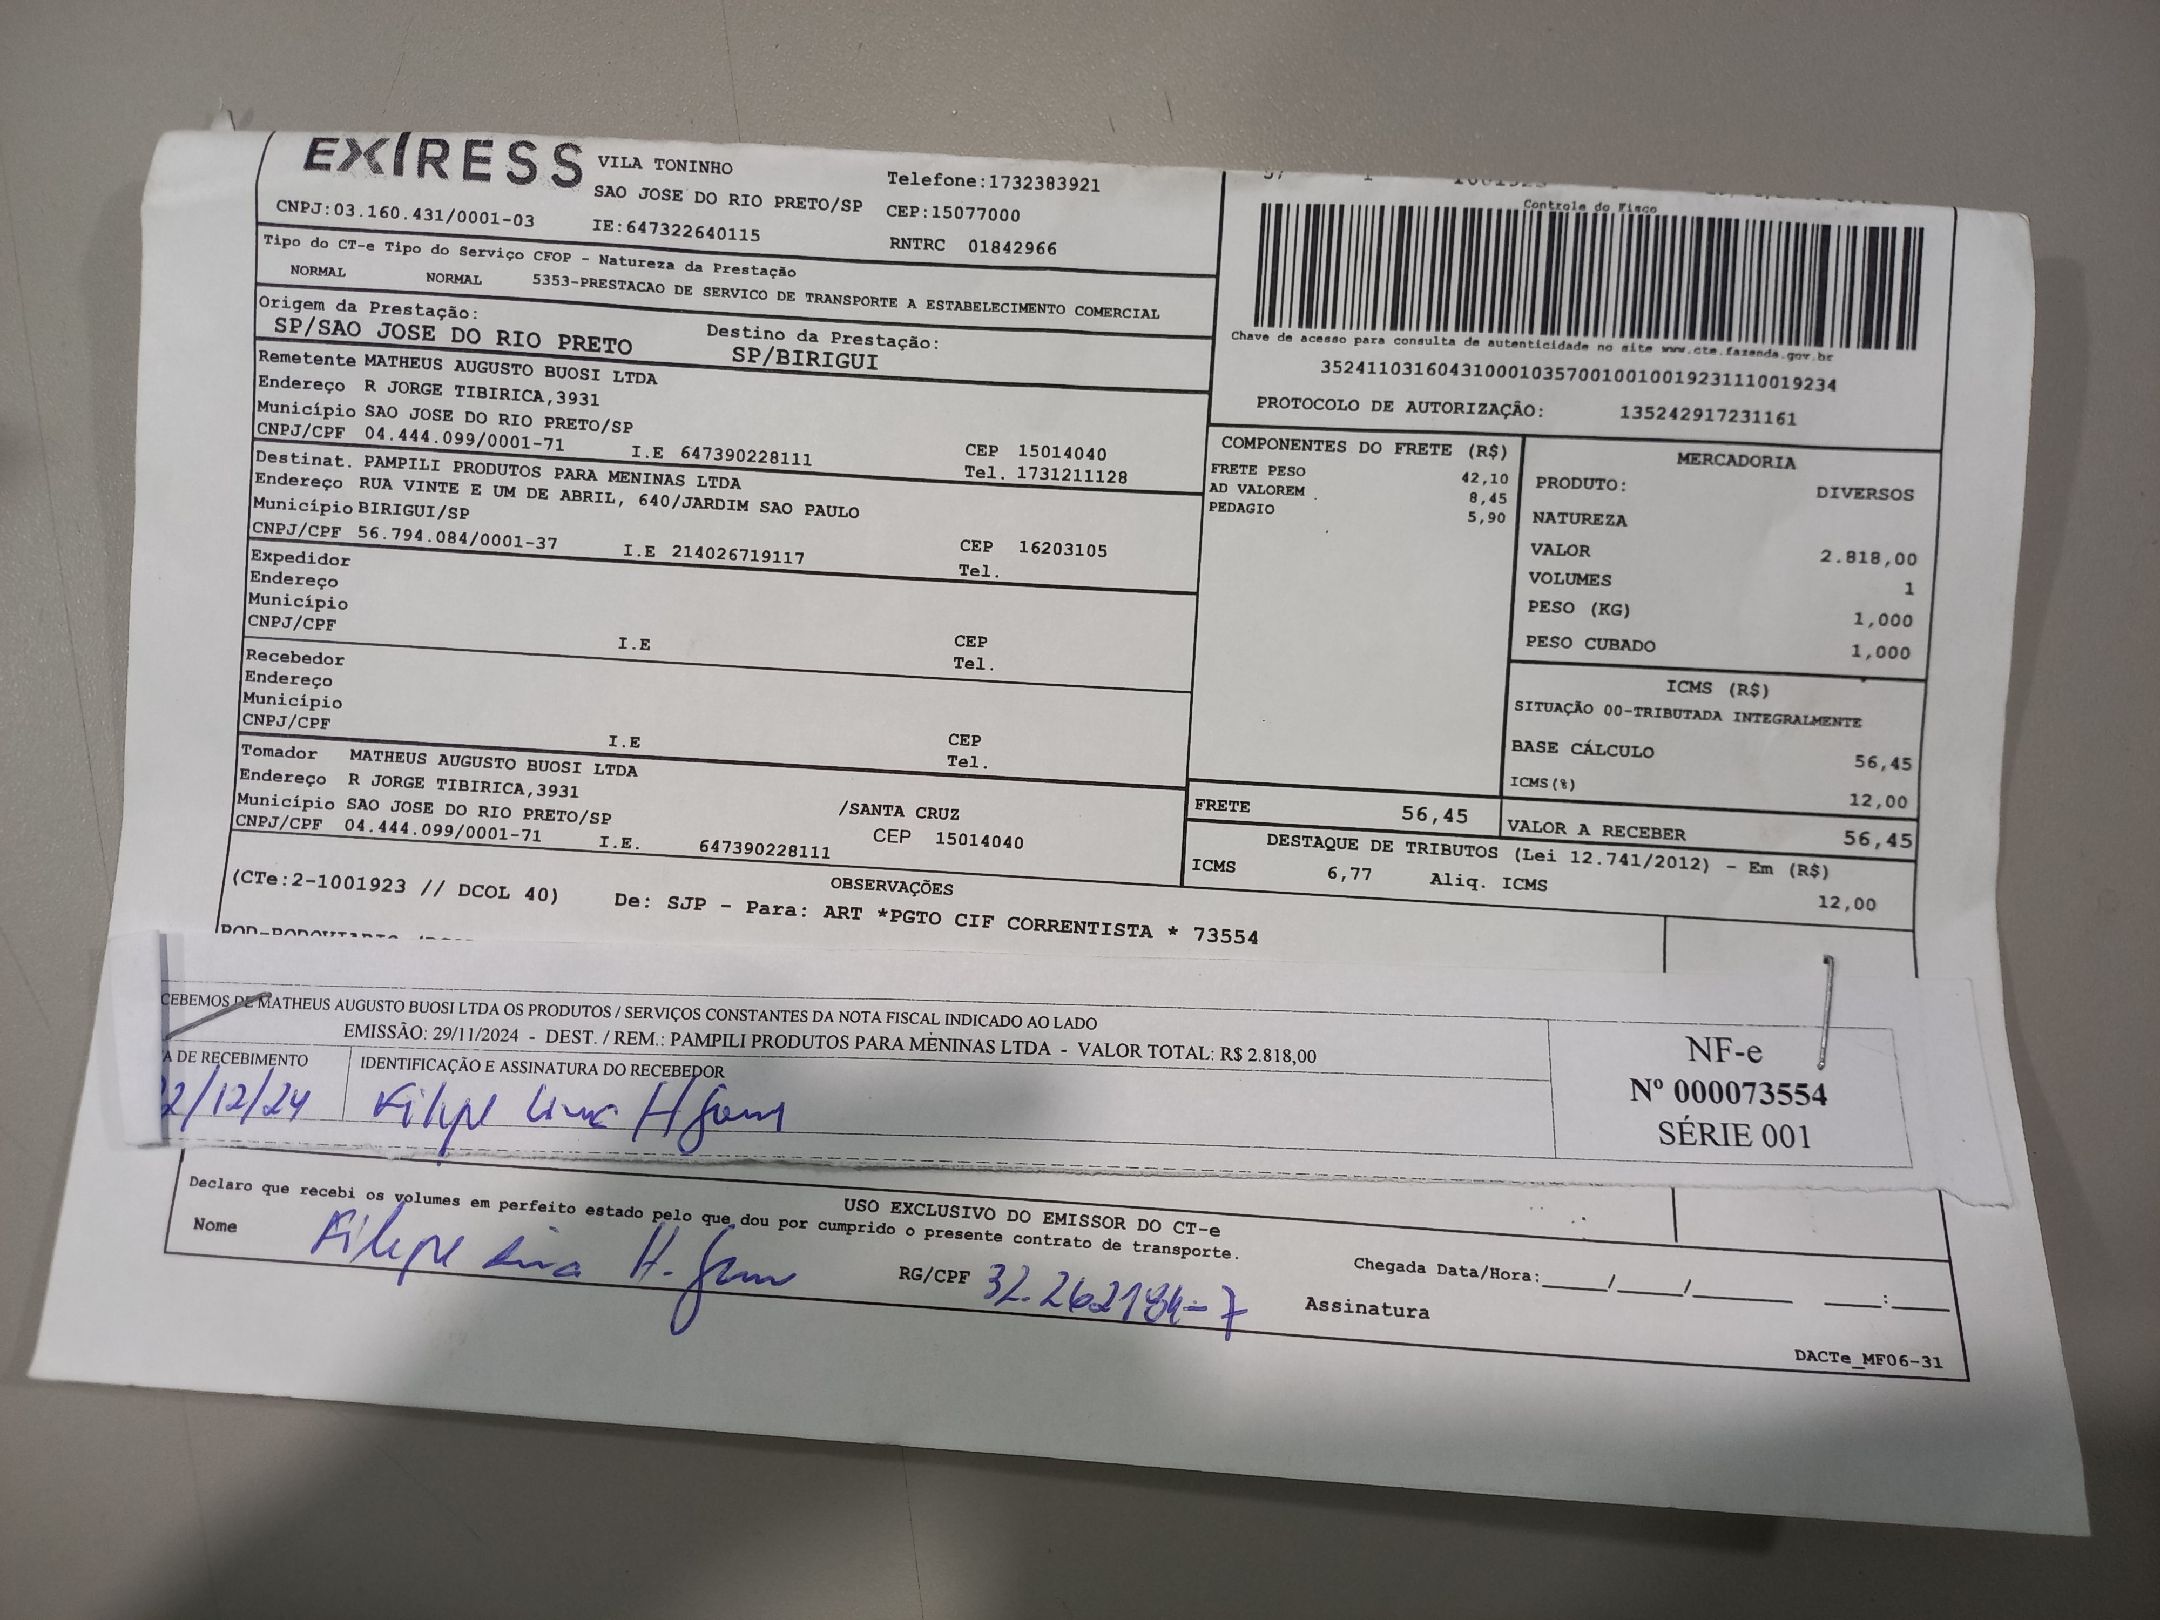 EXPRESS
VILA TONINHO
SAO JOSE DO RIO PRETO/SP
Telefone:1732383921
CEP:15077000
CNPJ:03.160.431/0001-03 IE:647322640115 RNTRC 01842966
Tipo do CT-e Tipo do Serviço CFOP - Natureza da Prestação
NORMAL NORMAL 5353-PRESTACAO DE SERVICO DE TRANSPORTE A ESTABELECIMENTO COMERCIAL
Origem da Prestação: Destino da Prestação:
SP/SAO JOSE DO RIO PRETO SP/BIRIGUI
Remetente MATHEUS AUGUSTO BUOSI LTDA
Endereço R JORGE TIBIRICA,3931
Município SAO JOSE DO RIO PRETO/SP CEP 15014040
CNPJ/CPF 04.444.099/0001-71 I.E 647390228111 Tel. 1731211128
Destinat. PAMPILI PRODUTOS PARA MENINAS LTDA
Endereço RUA VINTE E UM DE ABRIL, 640/JARDIM SAO PAULO
Município BIRIGUI/SP CEP 16203105
CNPJ/CPF 56.794.084/0001-37 I.E 214026719117 Tel.
Expedidor
Endereço
Município CEP
CNPJ/CPF I.E Tel.
Recebedor
Endereço
Município CEP
CNPJ/CPF I.E Tel.
Tomador MATHEUS AUGUSTO BUOSI LTDA
Endereço R JORGE TIBIRICA,3931 /SANTA CRUZ
Município SAO JOSE DO RIO PRETO/SP CEP 15014040
CNPJ/CPF 04.444.099/0001-71 I.E. 647390228111
Controle do Fisco
Chave de acesso para consulta de autenticidade no site www.cte.fazenda.gov.br
35241103160431000103570010010019231110019234
PROTOCOLO DE AUTORIZAÇÃO: 135242917231161
COMPONENTES DO FRETE (R$)
FRETE PESO 42,10
AD VALOREM 8,45
PEDAGIO 5,90
MERCADORIA
PRODUTO: DIVERSOS
NATUREZA
VALOR 2.818,00
VOLUMES 1
PESO (KG) 1,000
PESO CUBADO 1,000
ICMS (R$)
SITUAÇÃO 00-TRIBUTADA INTEGRALMENTE
BASE CÁLCULO 56,45
ICMS(%) 12,00
FRETE 56,45 VALOR A RECEBER 56,45
DESTAQUE DE TRIBUTOS (Lei 12.741/2012) - Em (R$)
ICMS 6,77 Aliq. ICMS 12,00
OBSERVAÇÕES
(CTe:2-1001923 // DCOL 40) De: SJP - Para: ART *PGTO CIF CORRENTISTA * 73554
CEBEMOS DE MATHEUS AUGUSTO BUOSI LTDA OS PRODUTOS / SERVIÇOS CONSTANTES DA NOTA FISCAL INDICADO AO LADO
EMISSÃO: 29/11/2024 - DEST. / REM.: PAMPILI PRODUTOS PARA MENINAS LTDA - VALOR TOTAL: R$ 2.818,00
A DE RECEBIMENTO IDENTIFICAÇÃO E ASSINATURA DO RECEBEDOR
2/12/24 Filipe Lima H
NF-e
Nº 000073554
SÉRIE 001
USO EXCLUSIVO DO EMISSOR DO CT-e
Declaro que recebi os volumes em perfeito estado pelo que dou por cumprido o presente contrato de transporte.
Nome Filipe Lima H. RG/CPF 32.262184-7
Chegada Data/Hora:____/____/______ ___:___
Assinatura
DACTe_MF06-31